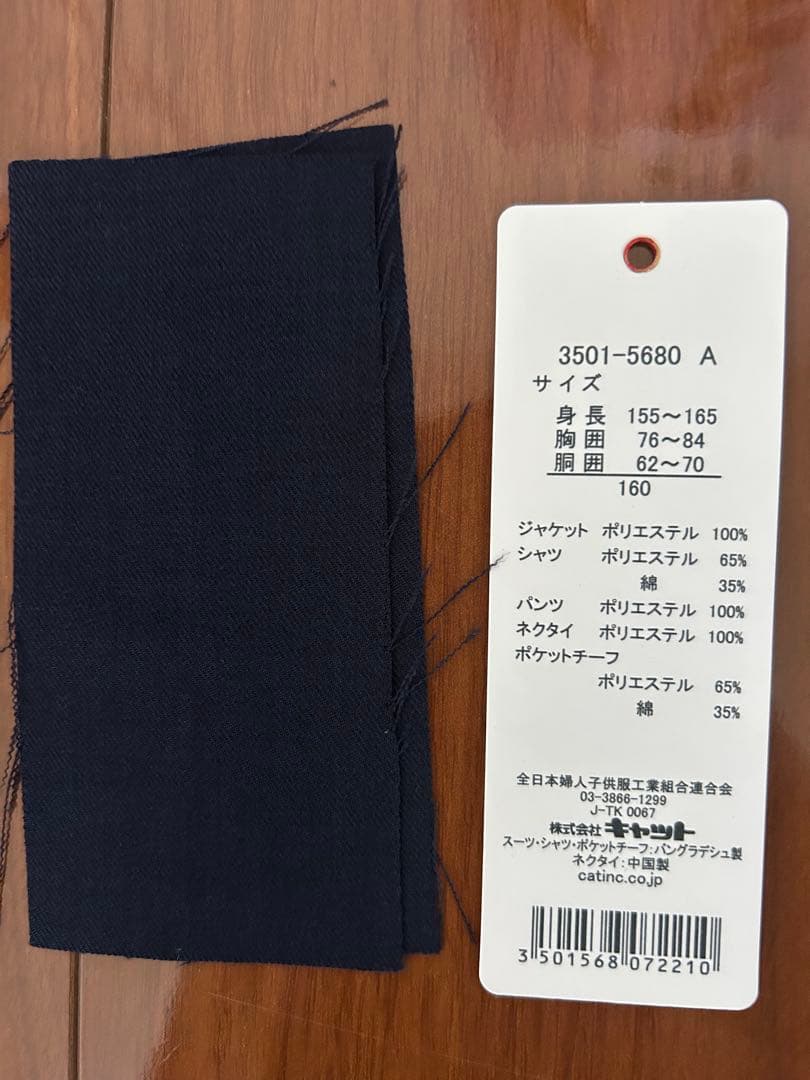 3501-5680 A
サイズ
身長 155～165
胸囲 76～84
胴囲 62～70
160
ジャケット ポリエステル 100%
シャツ ポリエステル 65%
綿 35%
パンツ ポリエステル 100%
ネクタイ ポリエステル 100%
ポケットチーフ
ポリエステル 65%
綿 35%
全日本婦人子供服工業組合連合会
03-3866-1299
J-TK 0067
株式会社 キャット
スーツ・シャツ・ポケットチーフ:バングラデシュ製
ネクタイ:中国製
catinc.co.jp
3 501568 072210